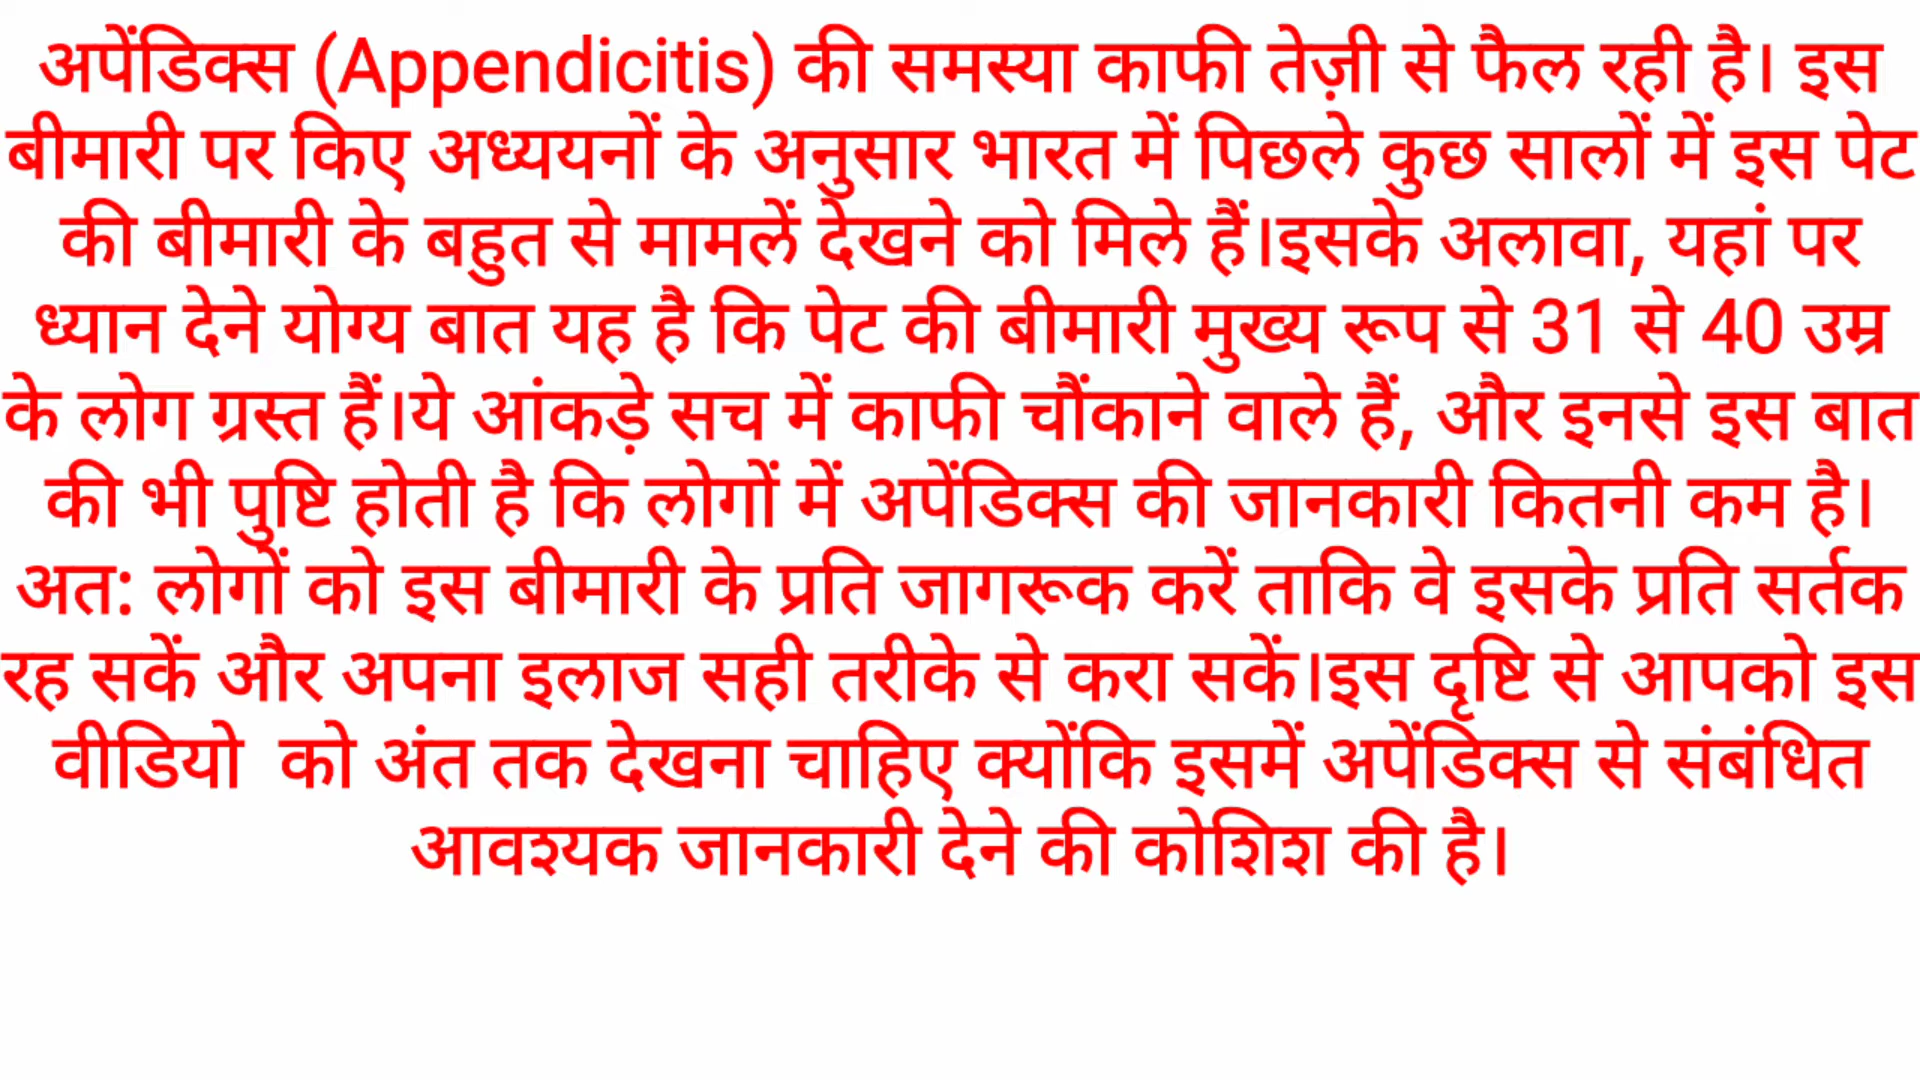 अपेंडिक्स (Appendicitis) की समस्या काफी तेज़ी से फैल रही है। इस
बीमारी पर किए अध्ययनों के अनुसार भारत में पिछले कुछ सालों में इस पेट
की बीमारी के बहुत से मामलें देखने को मिले हैं।इसके अलावा, यहां पर
ध्यान देने योग्य बात यह है कि पेट की बीमारी मुख्य रूप से 31 से 40 उम्र
के लोग ग्रस्त हैं।ये आंकड़े सच में काफी चौंकाने वाले हैं, और इनसे इस बात
की भी पुष्टि होती है कि लोगों में अपेंडिक्स की जानकारी कितनी कम है।
अत: लोगों को इस बीमारी के प्रति जागरूक करें ताकि वे इसके प्रति सर्तक
रह सकें और अपना इलाज सही तरीके से करा सकें।इस दृष्टि से आपको इस
वीडियो  को अंत तक देखना चाहिए क्योंकि इसमें अपेंडिक्स से संबंधित
आवश्यक जानकारी देने की कोशिश की है।